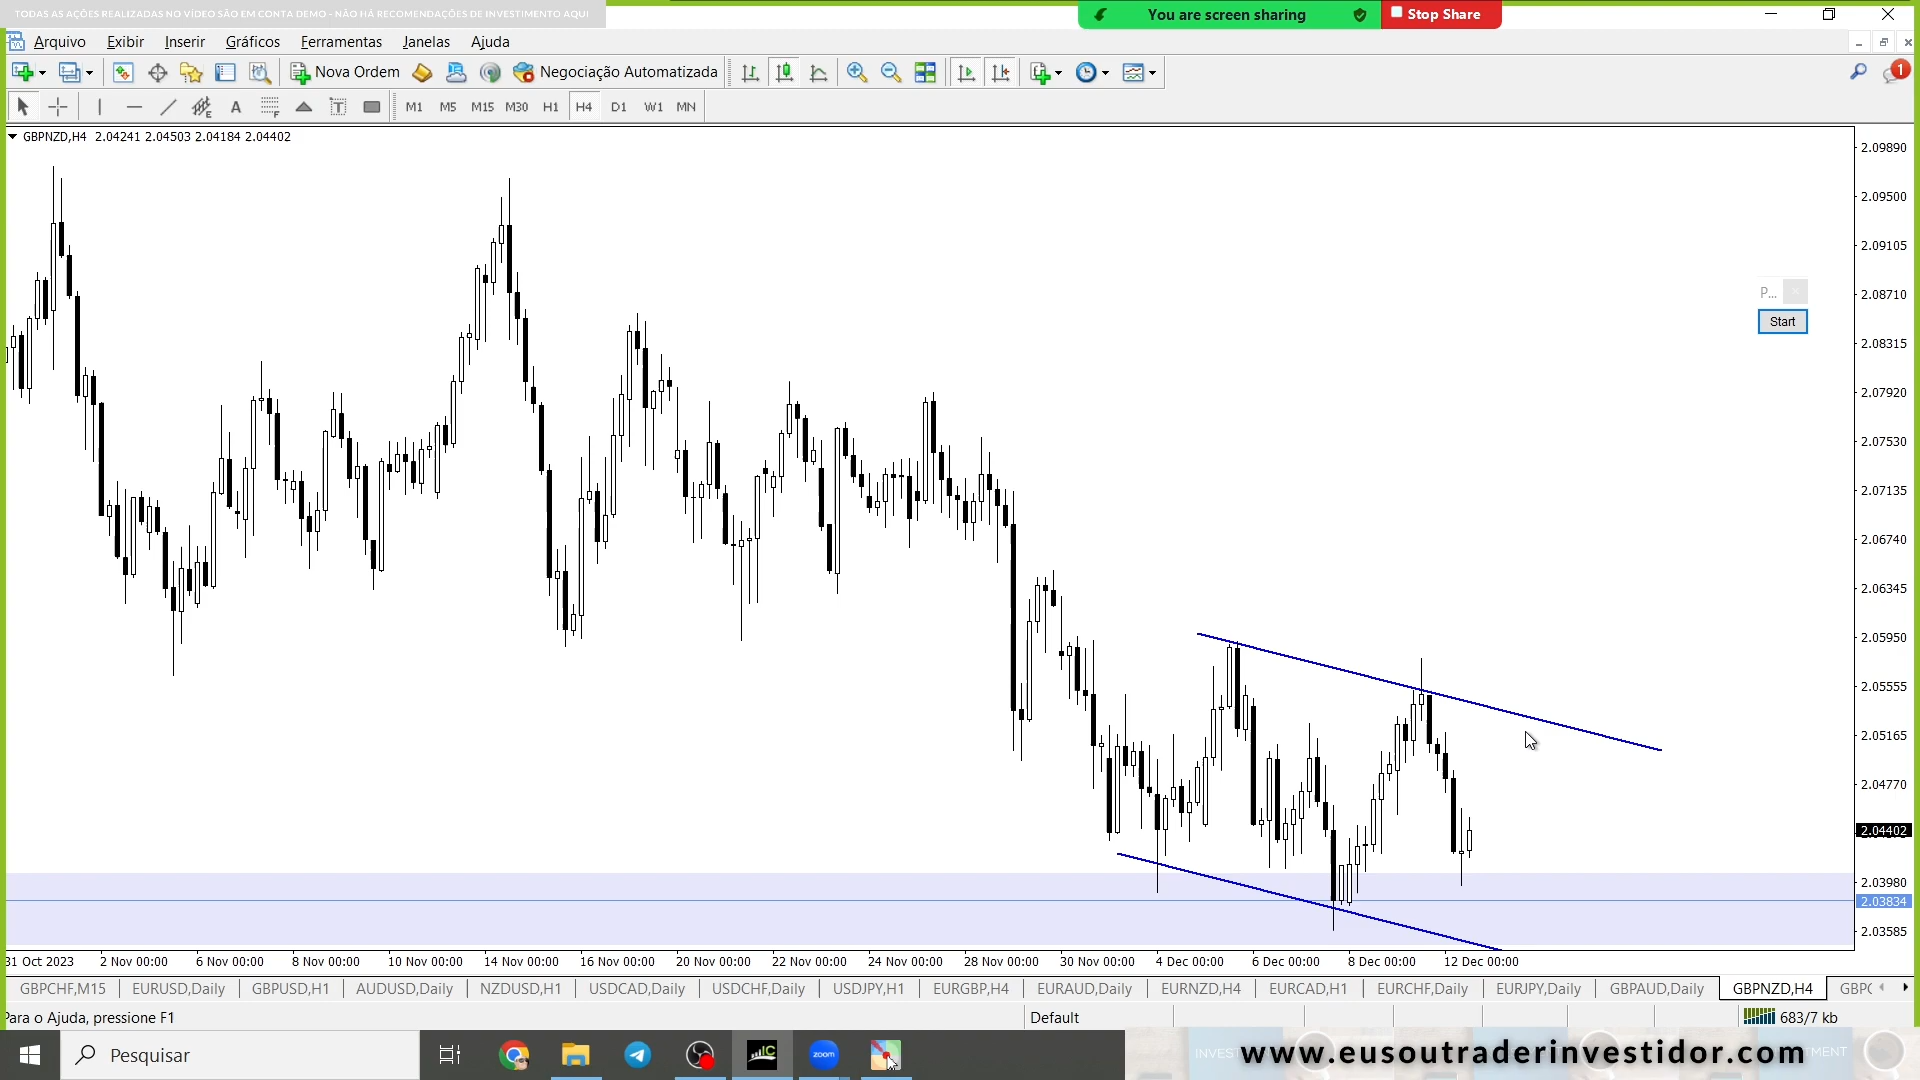 TODAS AS AÇÕES REALIZADAS NO VÍDEO SÃO EM CONTA DEMO - NÃO HÁ RECOMENDAÇÕES DE INVESTIMENTO AQUI
You are screen sharing
Stop Share
Arquivo Exibir Inserir Gráficos Ferramentas Janelas Ajuda
Nova Ordem Negociação Automatizada
1
A M1 M5 M15 M30 H1 H4 D1 W1 MN
GBPNZD,H4 2.04241 2.04503 2.04184 2.04402
2.09890
2.09500
2.09105
2.08710
P...
Start
2.08315
2.07920
2.07530
2.07135
2.06740
2.06345
2.05950
2.05555
2.05165
2.04770
2.04402
2.03980
2.03834
2.03585
31 Oct 2023 2 Nov 00:00 6 Nov 00:00 8 Nov 00:00 10 Nov 00:00 14 Nov 00:00 16 Nov 00:00 20 Nov 00:00 22 Nov 00:00 24 Nov 00:00 28 Nov 00:00 30 Nov 00:00 4 Dec 00:00 6 Dec 00:00 8 Dec 00:00 12 Dec 00:00
GBPCHF,M15 EURUSD,Daily GBPUSD,H1 AUDUSD,Daily NZDUSD,H1 USDCAD,Daily USDCHF,Daily USDJPY,H1 EURGBP,H4 EURAUD,Daily EURNZD,H4 EURCAD,H1 EURCHF,Daily EURJPY,Daily GBPAUD,Daily GBPNZD,H4 GBPC
Para o Ajuda, pressione F1 Default 683/7 kb
Pesquisar
IC
zoom
www.eusoutraderinvestidor.com